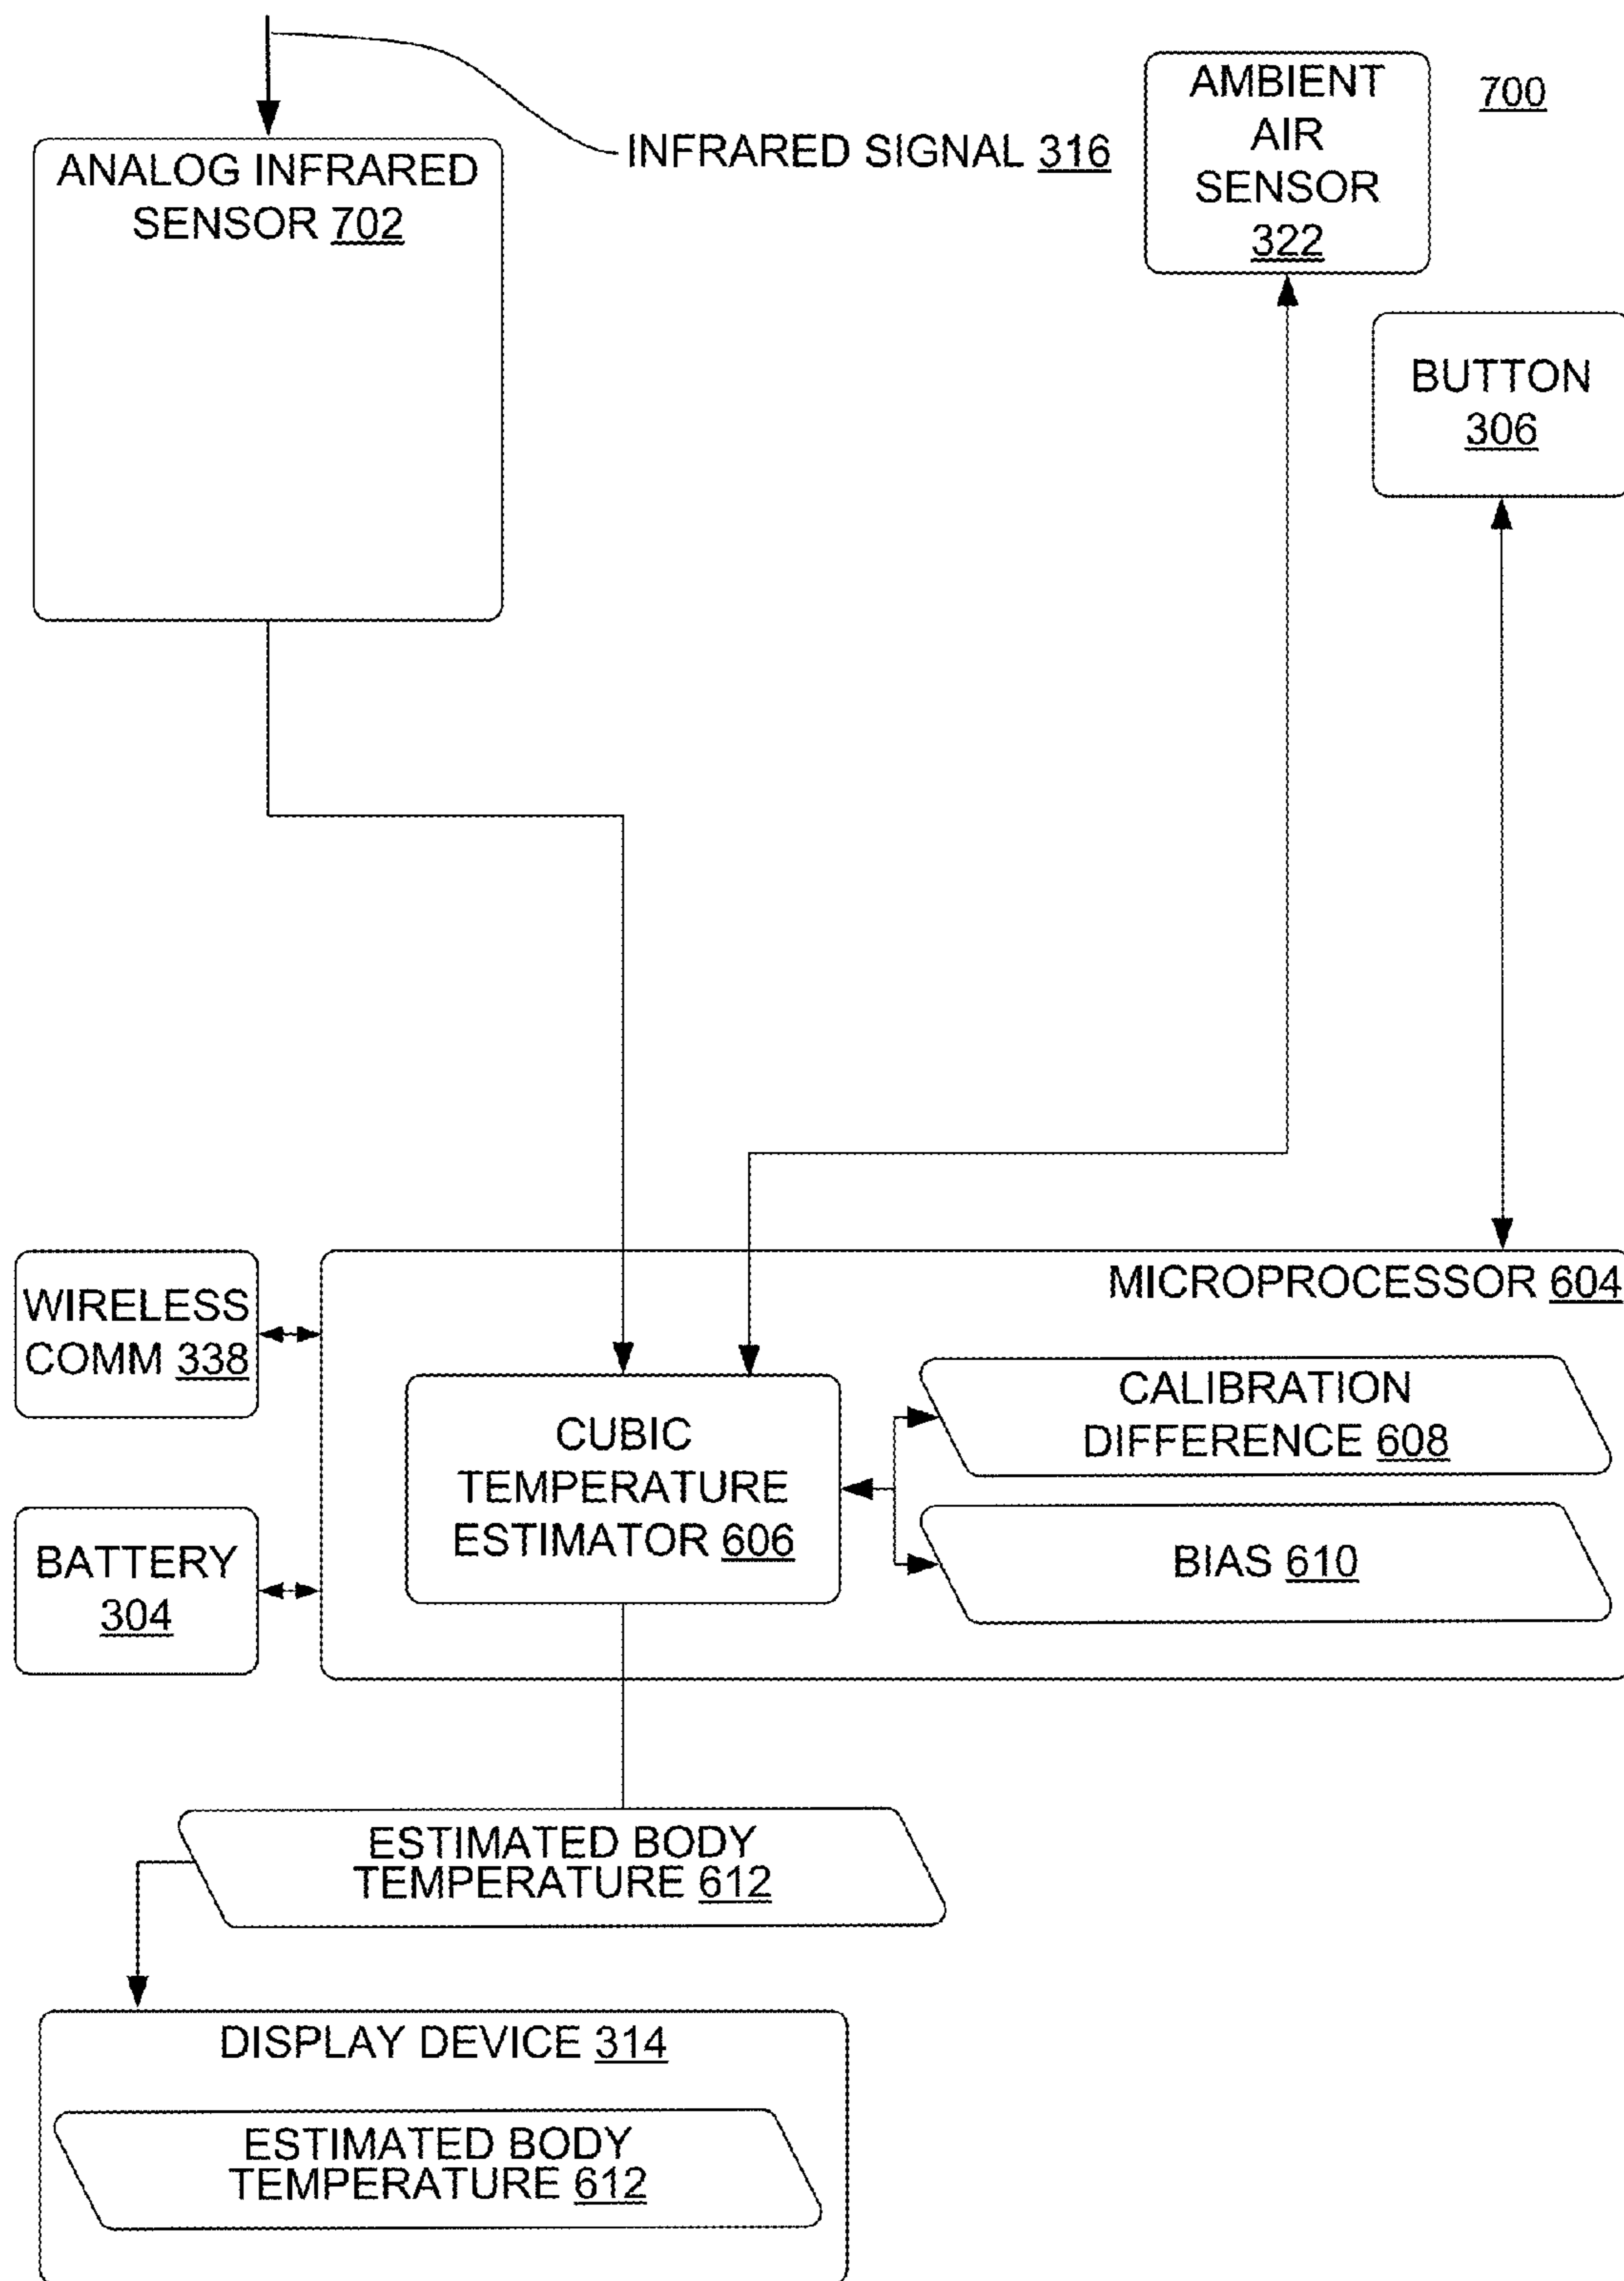 INFRARED SIGNAL 316
ANALOG INFRARED
SENSOR 702
AMBIENT
AIR
SENSOR
322
700
BUTTON
306
MICROPROCESSOR 604
WIRELESS
COMM 338
BATTERY
304
CUBIC
TEMPERATURE
ESTIMATOR 606
CALIBRATION
DIFFERENCE 608
BIAS 610
ESTIMATED BODY
TEMPERATURE 612
DISPLAY DEVICE 314
ESTIMATED BODY
TEMPERATURE 612